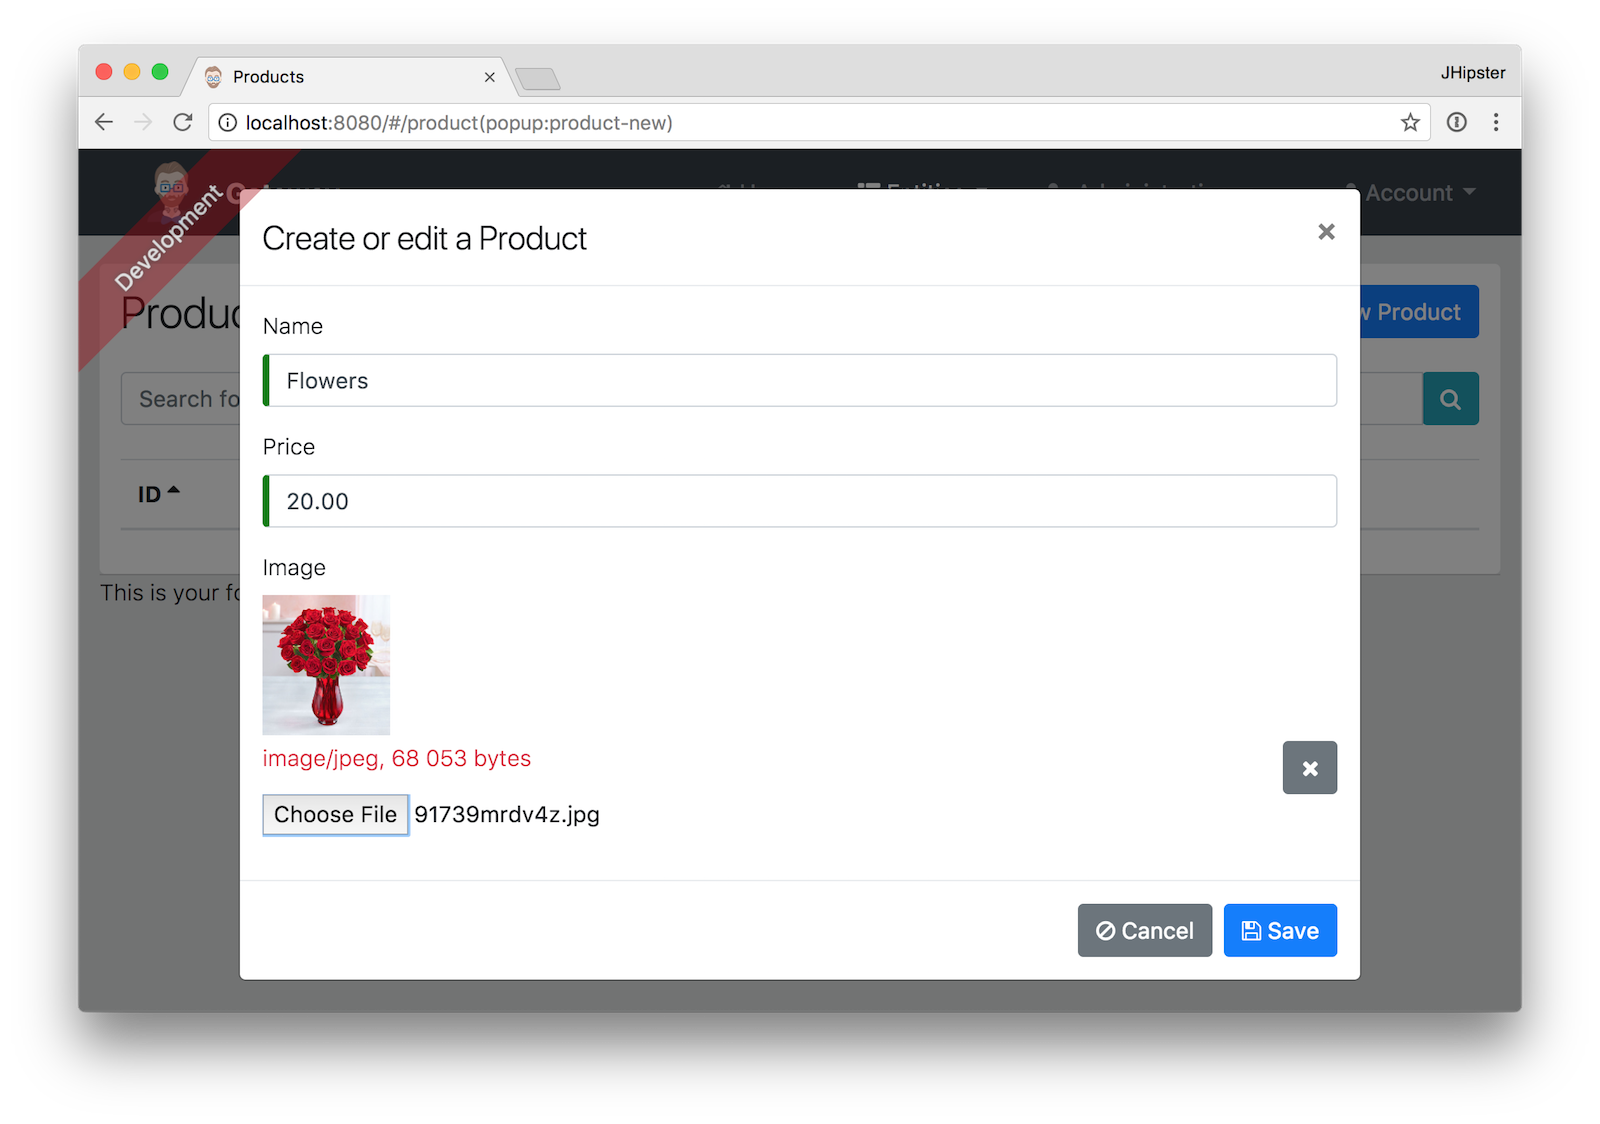 Products
JHipster
localhost:8080/#/product(popup:product-new)
Development
Account
Create or edit a Product
Produc
w Product
Name
Flowers
Search fo
Price
ID
20.00
Image
This is your fo
image/jpeg, 68 053 bytes
Choose File 91739mrdv4z.jpg
Cancel
Save